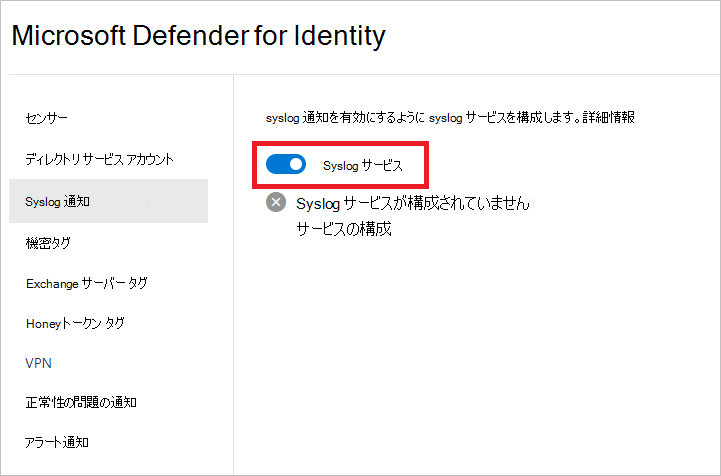 Microsoft Defender for Identity
センサー
ディレクトリ サービス アカウント
Syslog 通知
機密タグ
Exchange サーバー タグ
Honeyトークン タグ
VPN
正常性の問題の通知
アラート通知
syslog 通知を有効にするように syslog サービスを構成します。詳細情報
Syslog サービス
Syslog サービスが構成されていません
サービスの構成